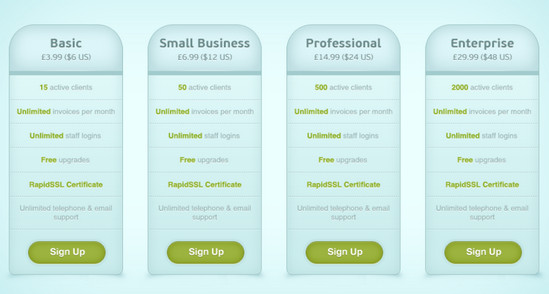 Basic
£3.99 ($6 US)
15 active clients
Unlimited invoices per month
Unlimited staff logins
Free upgrades
RapidSSL Certificate
Unlimited telephone & email
support
Sign Up
Small Business
£6.99 ($12 US)
50 active clients
Unlimited invoices per month
Unlimited staff logins
Free upgrades
RapidSSL Certificate
Unlimited telephone & email
support
Sign Up
Professional
£14.99 ($24 US)
500 active clients
Unlimited invoices per month
Unlimited staff logins
Free upgrades
RapidSSL Certificate
Unlimited telephone & email
support
Sign Up
Enterprise
£29.99 ($48 US)
2000 active clients
Unlimited invoices per month
Unlimited staff logins
Free upgrades
RapidSSL Certificate
Unlimited telephone & email
support
Sign Up